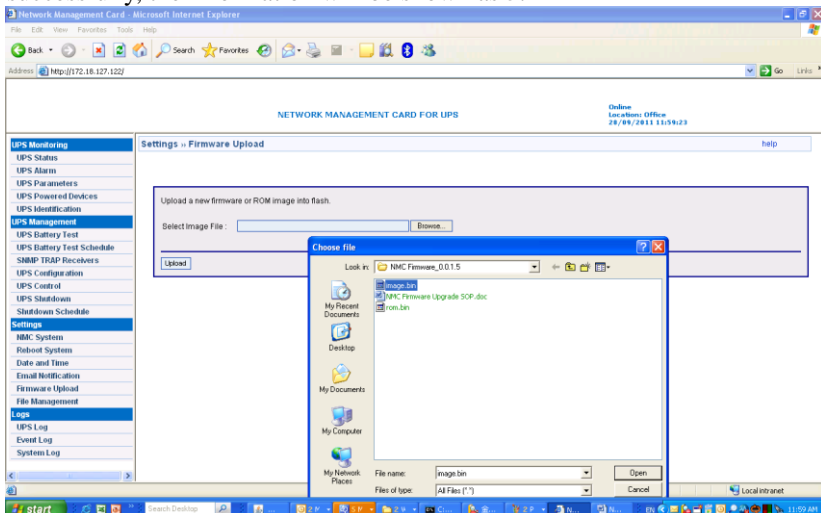 Network Management Card - Microsoft Internet Explorer
File Edit View Favorites Tools Help
Back Search Favorites
Address http://172.18.127.122/ Go Links
NETWORK MANAGEMENT CARD FOR UPS
Online
Location: Office
28/09/2011 11:59:23
UPS Monitoring
UPS Status
UPS Alarm
UPS Parameters
UPS Powered Devices
UPS Identification
UPS Management
UPS Battery Test
UPS Battery Test Schedule
SNMP TRAP Receivers
UPS Configuration
UPS Control
UPS Shutdown
Shutdown Schedule
Settings
NMC System
Reboot System
Date and Time
Email Notification
Firmware Upload
File Management
Logs
UPS Log
Event Log
System Log
Settings » Firmware Upload help
Upload a new firmware or ROM image into flash.
Select Image File : Browse...
Upload
Choose file
Look in: NMC Firmware_0.0.1.5
My Recent Documents
Desktop
My Documents
My Computer
My Network Places
image.bin
NMC Firmware Upgrade SOP.doc
rom.bin
File name: image.bin Open
Files of type: All Files (*.*) Cancel
Local intranet
start Search Desktop EN 11:59 AM